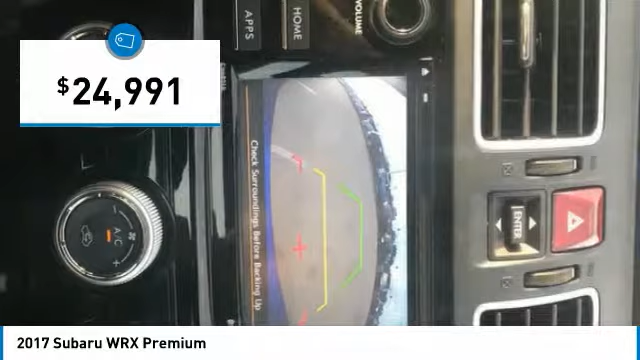 $24,991
APPS
HOME
VOLUME
Check Surroundings Before Backing Up
A/C
ENTER
2017 Subaru WRX Premium